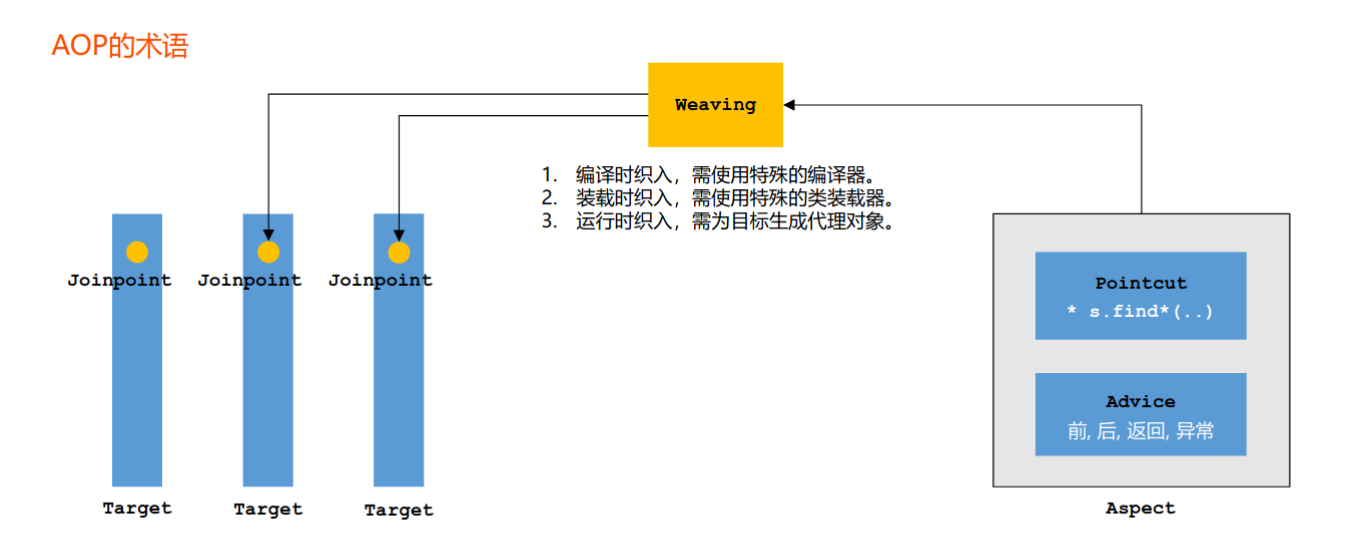 AOP的术语
Weaving
1. 编译时织入，需使用特殊的编译器。
2. 装载时织入，需使用特殊的类装载器。
3. 运行时织入，需为目标生成代理对象。
Joinpoint
Joinpoint
Joinpoint
Pointcut
* s.find*(..)
Advice
前, 后, 返回, 异常
Target
Target
Target
Aspect